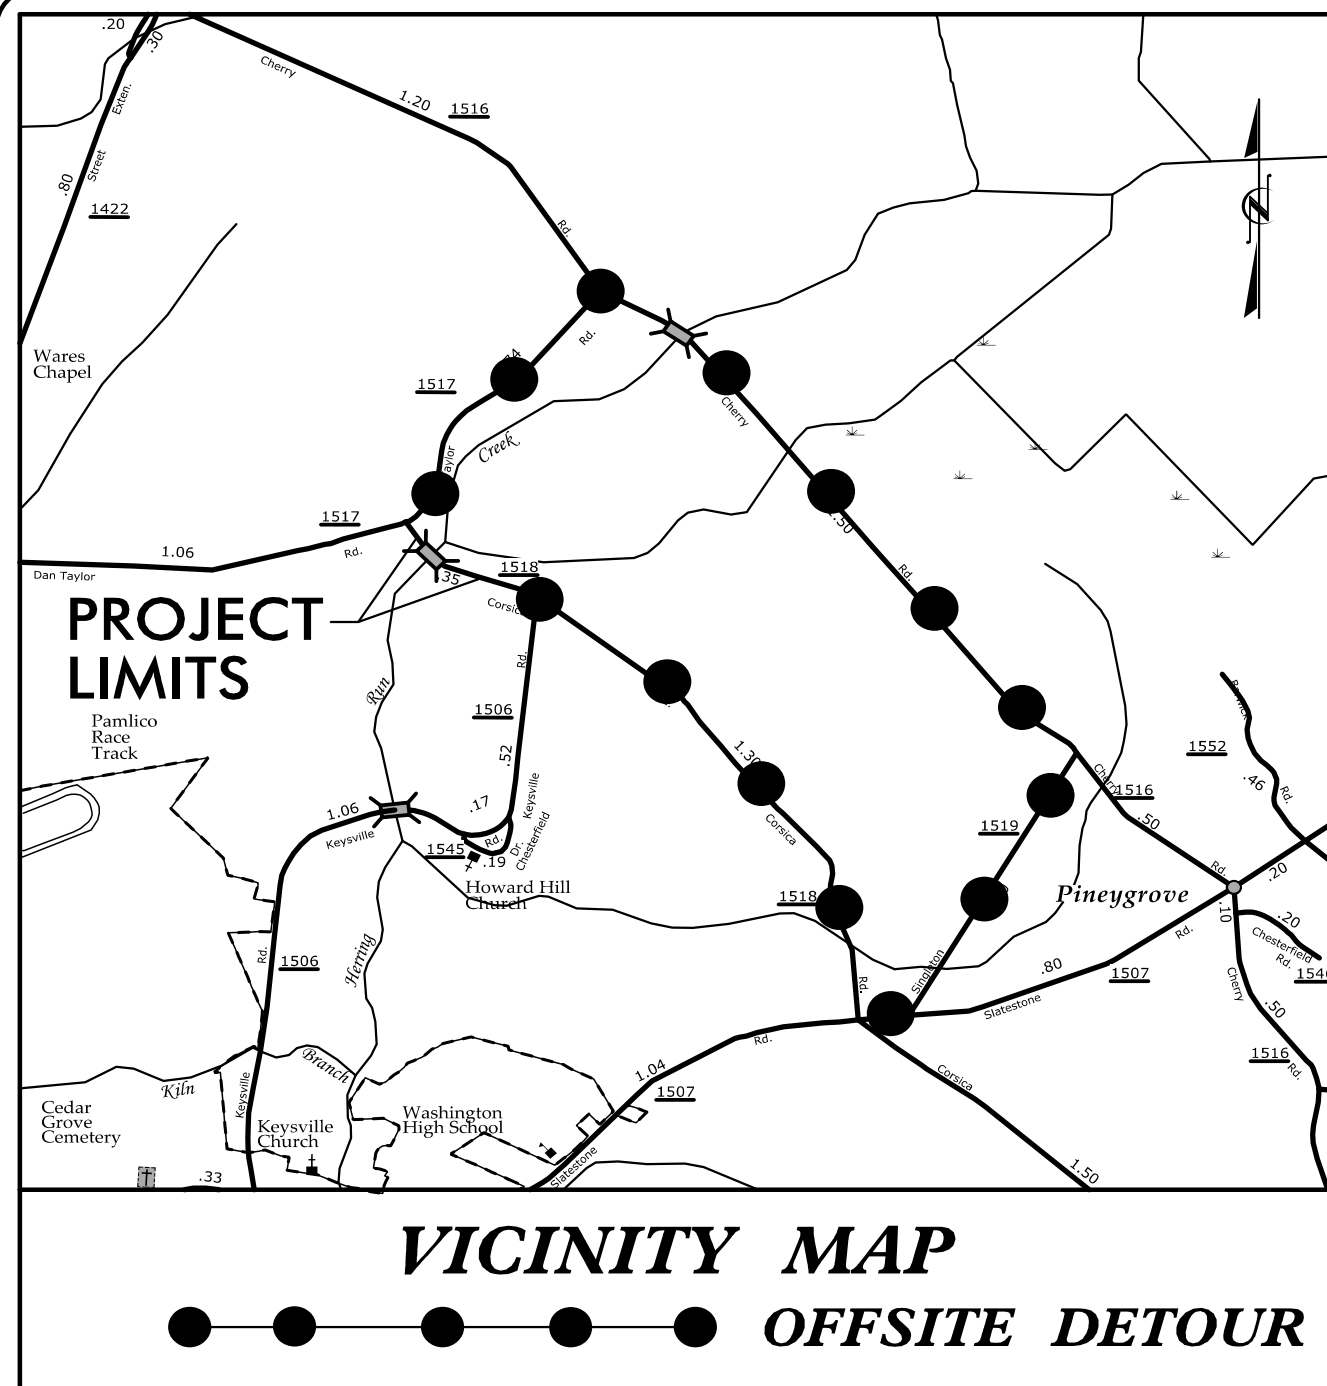 .20
.30
Cherry
1.20
1516
Exten.
Street
.80
1422
Rd.
Rd.
Wares
Chapel
1517
Cherry
Creek
1517
1.50
1.06
Rd.
Dan Taylor
1518
.35
Corsica
Rd.
PROJECT
LIMITS
Rd.
Run
1506
Pamlico
Race
Track
.52
1.30
1552
.46
Rd.
Cherry
1516
.50
Keysville
1.06
.17
Keysville
Corsica
1519
Rd.
Dr.
Chesterfield
1545
.19
Rd.
.20
Howard Hill
Church
1518
Pineygrove
.10
.20
Chesterfield
Rd.
Rd.
1506
Herring
Rd.
Singleton
.80
1507
Rd.
Cherry
Slatestone
.50
Rd.
1516
Rd.
Kiln
Branch
1.04
1507
Corsica
Keysville
Cedar
Grove
Cemetery
Keysville
Church
Washington
High School
Slatestone
.33
1.50
VICINITY MAP
OFFSITE DETOUR